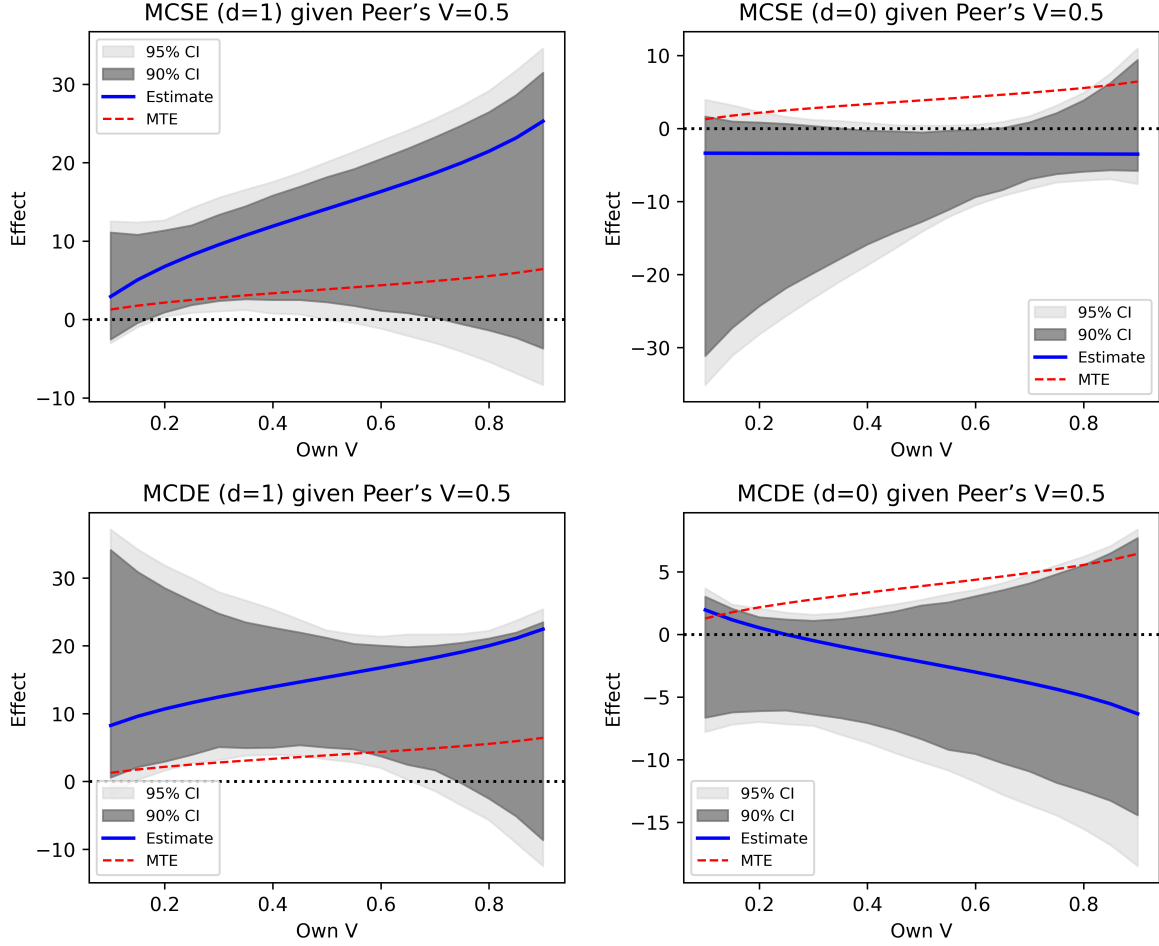 MCSE (d=1) given Peer’s V=0.5
95% CI
90% CI
Estimate
MTE
30
20
10
0
−10
Effect
0.2 0.4 0.6 0.8
Own V
MCSE (d=0) given Peer’s V=0.5
10
0
−10
−20
−30
Effect
95% CI
90% CI
Estimate
MTE
0.2 0.4 0.6 0.8
Own V
MCDE (d=1) given Peer’s V=0.5
30
20
10
0
−10
Effect
95% CI
90% CI
Estimate
MTE
0.2 0.4 0.6 0.8
Own V
MCDE (d=0) given Peer’s V=0.5
5
0
−5
−10
−15
Effect
95% CI
90% CI
Estimate
MTE
0.2 0.4 0.6 0.8
Own V